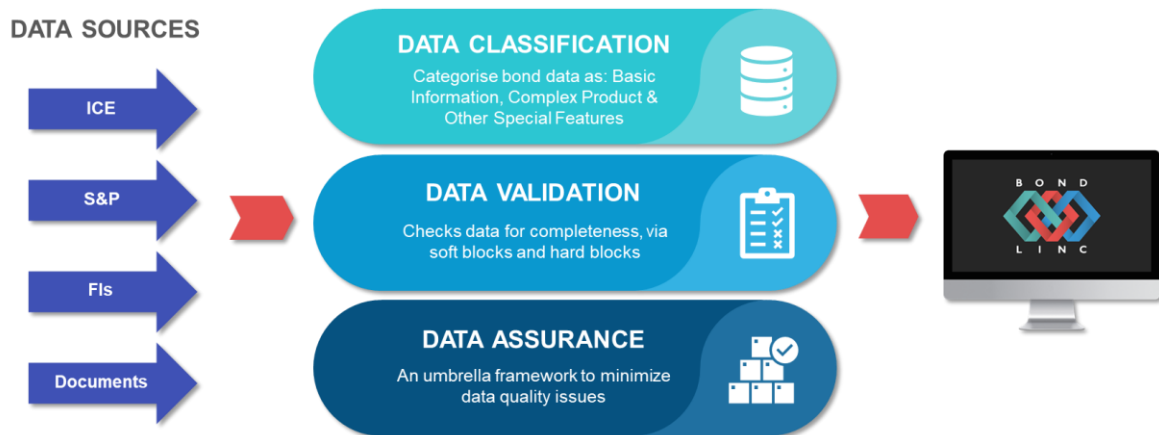 DATA SOURCES
ICE
S&P
FIs
Documents
DATA CLASSIFICATION
Categorise bond data as: Basic
Information, Complex Product &
Other Special Features
DATA VALIDATION
Checks data for completeness, via
soft blocks and hard blocks
DATA ASSURANCE
An umbrella framework to minimize
data quality issues
BOND
LINC